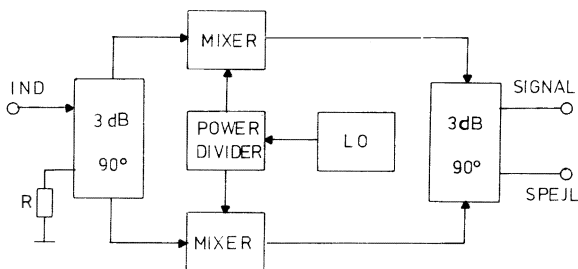 MIXER
IND
3 dB
90°
R
POWER
DIVIDER
LO
3dB
90°
SIGNAL
SPEJL
MIXER